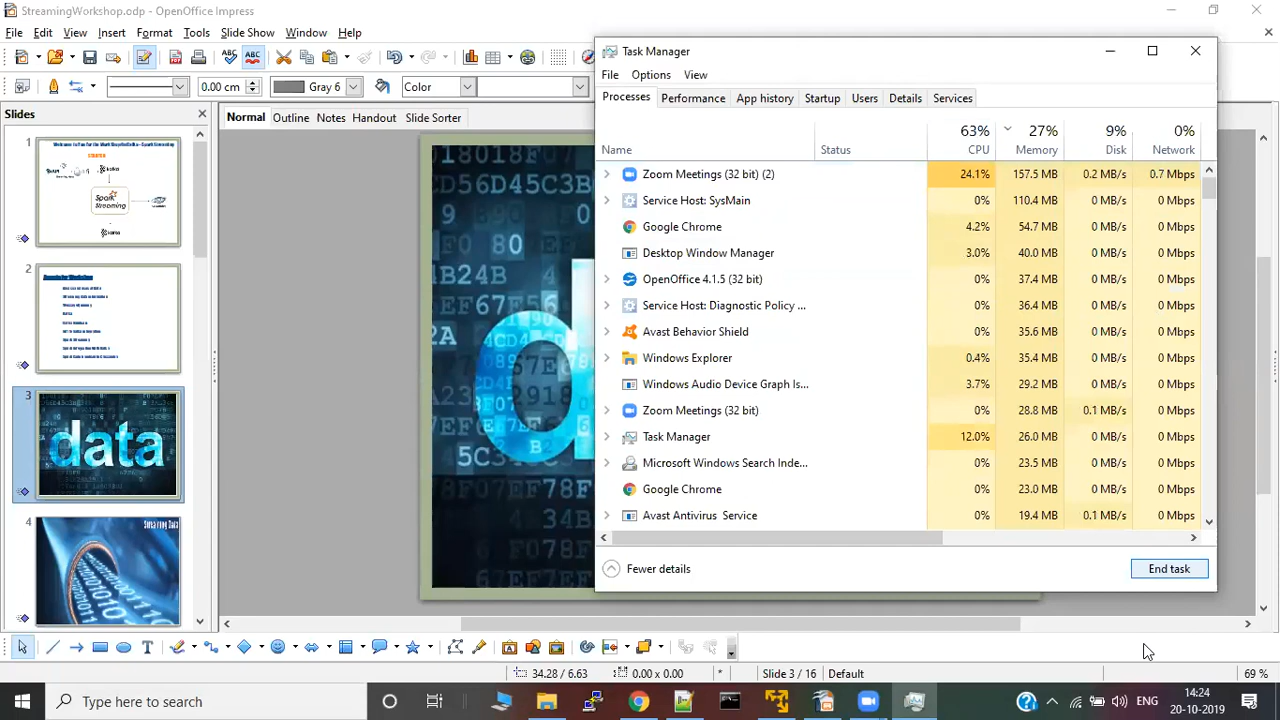 StreamingWorkshop.odp - OpenOffice Impress
File Edit View Insert Format Tools Slide Show Window Help
0.00 cm Gray 6 Color
Slides
Normal Outline Notes Handout Slide Sorter
1
STARTER
Spark
Streaming
kafka
2
3
data
4
Streaming Data
Task Manager
File Options View
Processes Performance App history Startup Users Details Services
63% 27% 9% 0%
Name Status CPU Memory Disk Network
Zoom Meetings (32 bit) (2) 24.1% 157.5 MB 0.2 MB/s 0.7 Mbps
Service Host: SysMain 0% 110.4 MB 0 MB/s 0 Mbps
Google Chrome 4.2% 54.7 MB 0 MB/s 0 Mbps
Desktop Window Manager 3.0% 40.0 MB 0 MB/s 0 Mbps
OpenOffice 4.1.5 (32 bit) 0% 37.4 MB 0 MB/s 0 Mbps
Service Host: Diagnostic Policy ... 0% 36.4 MB 0 MB/s 0 Mbps
Avast Behavior Shield 0% 35.6 MB 0 MB/s 0 Mbps
Windows Explorer 0.4% 35.4 MB 0 MB/s 0 Mbps
Windows Audio Device Graph Is... 3.7% 29.2 MB 0 MB/s 0 Mbps
Zoom Meetings (32 bit) 0% 28.8 MB 0.1 MB/s 0 Mbps
Task Manager 12.0% 26.0 MB 0 MB/s 0 Mbps
Microsoft Windows Search Inde... 0% 23.5 MB 0 MB/s 0 Mbps
Google Chrome 0% 23.0 MB 0 MB/s 0 Mbps
Avast Antivirus Service 0% 19.4 MB 0.1 MB/s 0 Mbps
Fewer details End task
34.28 / 6.63 0.00 x 0.00 * Slide 3 / 16 Default 69 %
Type here to search
ENG
14:24
20-10-2019